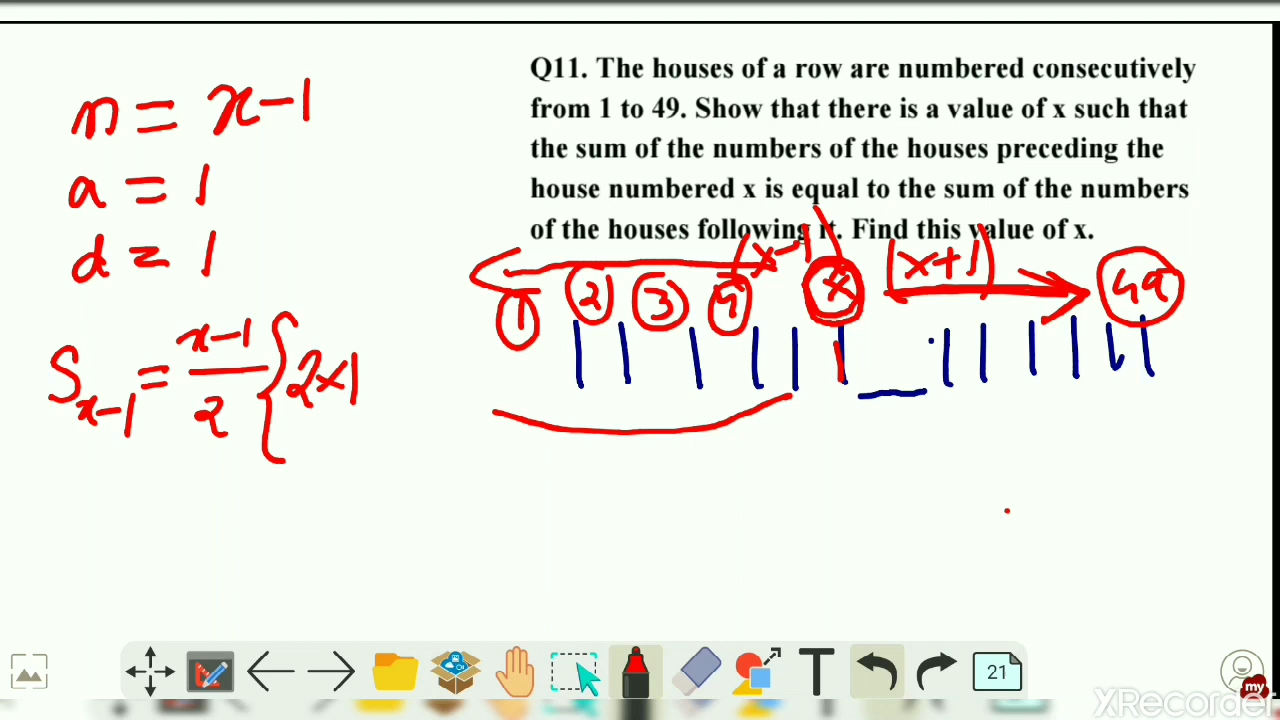 Q11. The houses of a row are numbered consecutively
from 1 to 49. Show that there is a value of x such that
the sum of the numbers of the houses preceding the
house numbered x is equal to the sum of the numbers
of the houses following it. Find this value of x.
n = x-1
a = 1
d = 1
(x-1) (x+1)
1 2 3 4 x 49
S x-1 = x-1/2 { 2×1
21
XRecorder
my